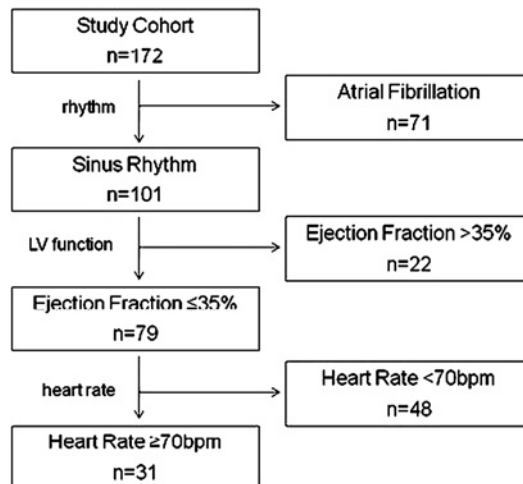 Study Cohort
n=172
rhythm
Atrial Fibrillation
n=71
Sinus Rhythm
n=101
LV function
Ejection Fraction >35%
n=22
Ejection Fraction ≤35%
n=79
heart rate
Heart Rate <70bpm
n=48
Heart Rate ≥70bpm
n=31